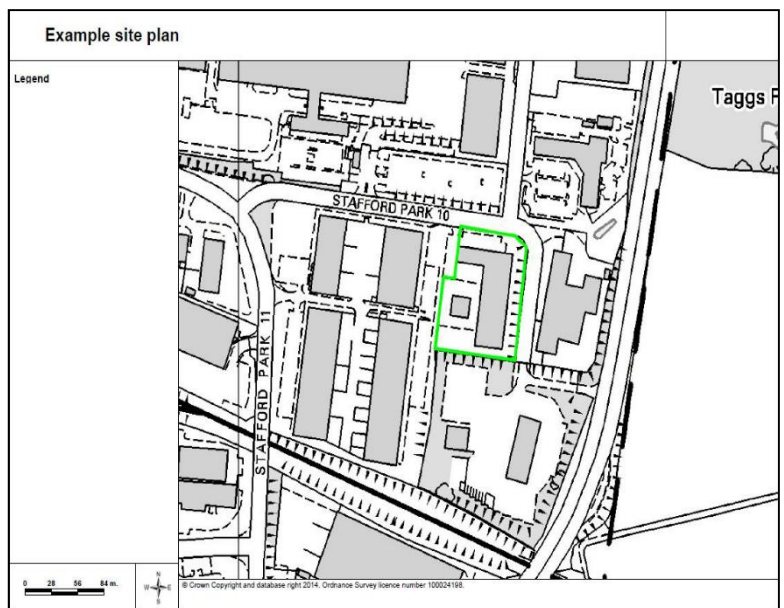 Example site plan
Legend
Taggs F
STAFFORD PARK 10
STAFFORD PARK 11
0 28 56 84 m.
N
W E
S
© Crown Copyright and database right 2014. Ordnance Survey licence number 100024198.